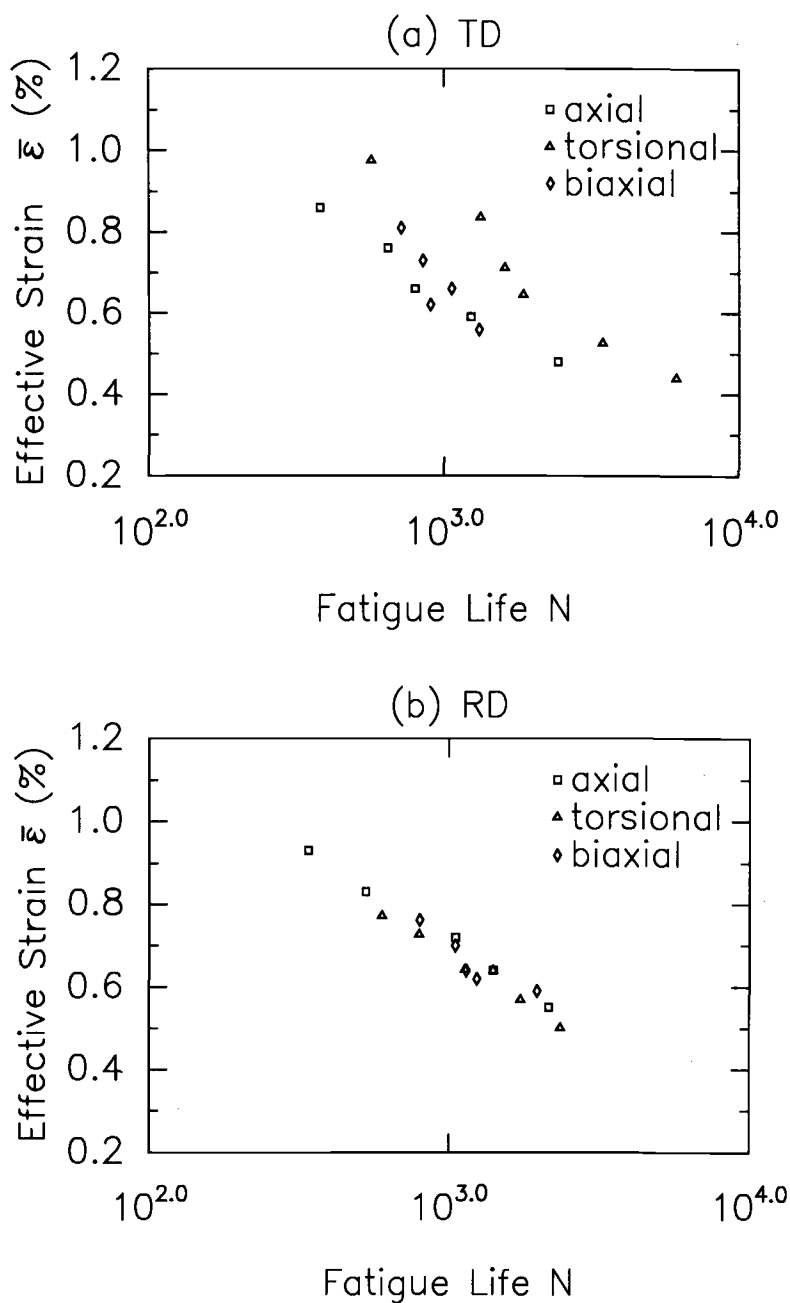 (a) TD
Effective Strain ε̅ (%)
1.2
1.0
0.8
0.6
0.4
0.2
axial
torsional
biaxial
10^2.0
10^3.0
10^4.0
Fatigue Life N
(b) RD
Effective Strain ε̅ (%)
1.2
1.0
0.8
0.6
0.4
0.2
axial
torsional
biaxial
10^2.0
10^3.0
10^4.0
Fatigue Life N